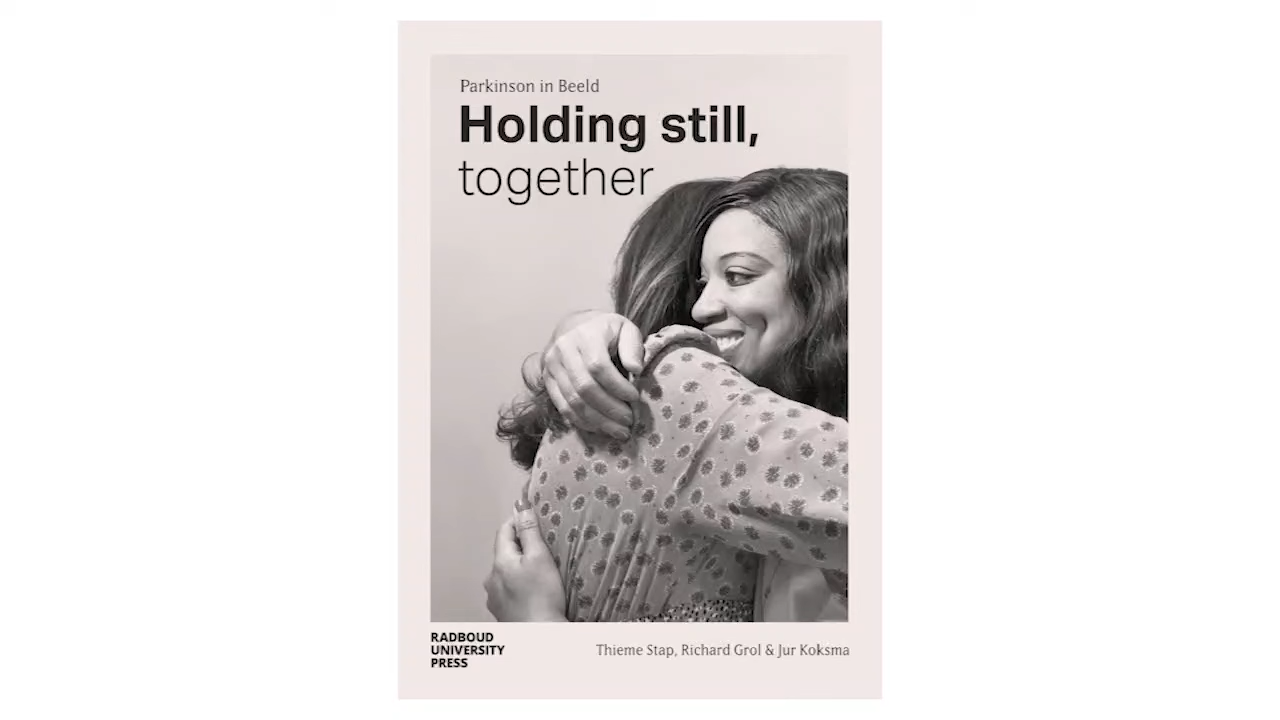 Parkinson in Beeld
Holding still,
together
RADBOUD
UNIVERSITY
PRESS
Thieme Stap, Richard Grol & Jur Koksma